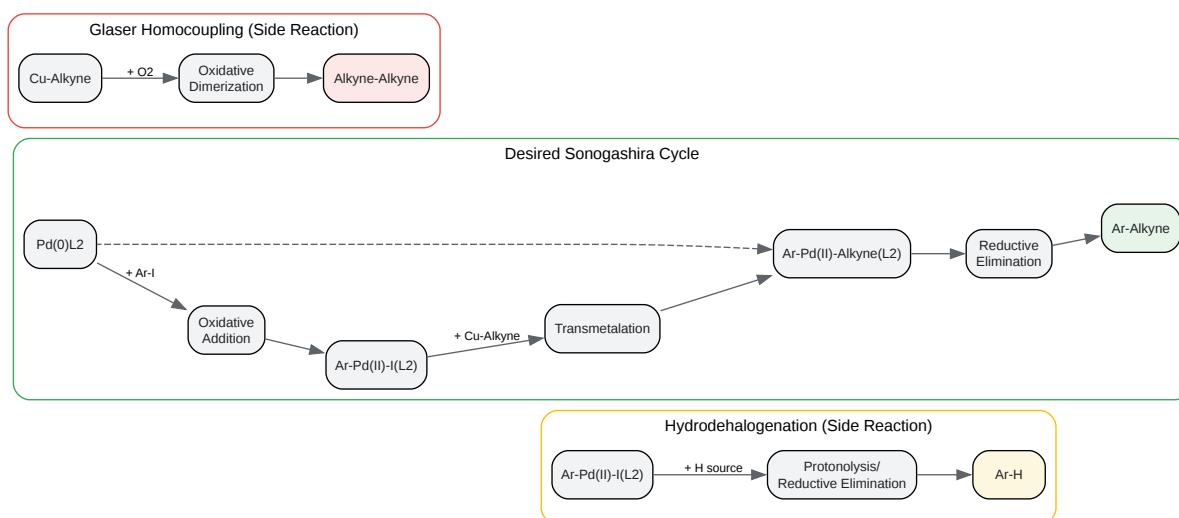 Glaser Homocoupling (Side Reaction)
Cu-Alkyne
+ O2
Oxidative
Dimerization
Alkyne-Alkyne
Desired Sonogashira Cycle
Pd(0)L2
+ Ar-I
Oxidative
Addition
Ar-Pd(II)-I(L2)
+ Cu-Alkyne
Transmetalation
Ar-Pd(II)-Alkyne(L2)
Reductive
Elimination
Ar-Alkyne
Hydrodehalogenation (Side Reaction)
Ar-Pd(II)-I(L2)
+ H source
Protonolysis/
Reductive Elimination
Ar-H